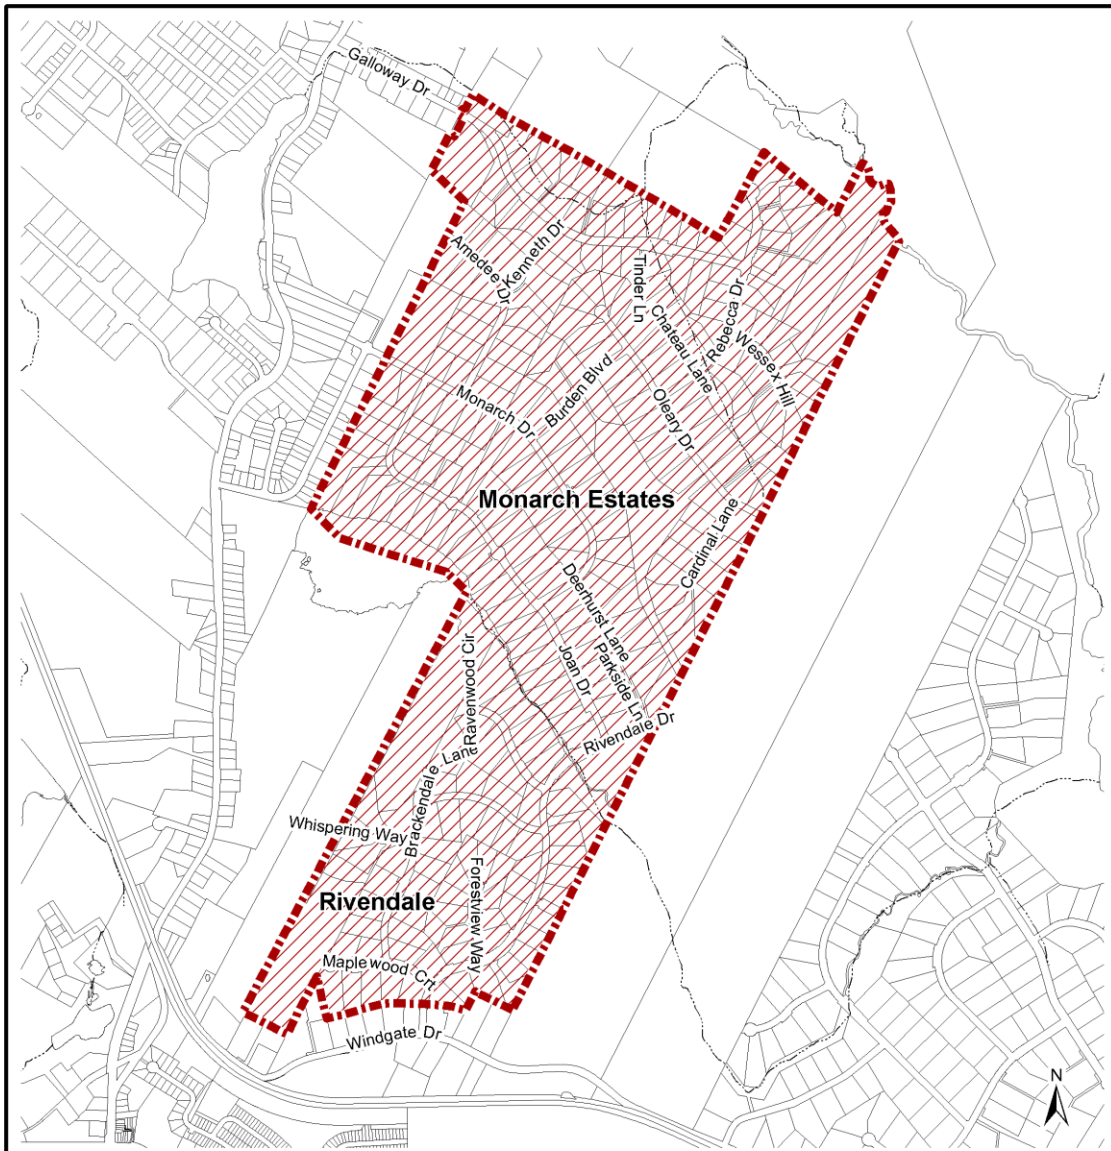 Galloway Dr
Amedee Dr
Kenneth Dr
Tinder Ln
Chateau Lane
Rebecca Dr
Wessex Hill
Monarch Dr
Burden Blvd
Oleary Dr
Monarch Estates
Cardinal Lane
Deerhurst Lane
Parkside Ln
Joan Dr
Rivendale Dr
Ravenwood Cir
Brackendale Lane
Whispering Way
Rivendale
Forestview Way
Maplewood Crt
Windgate Dr
N